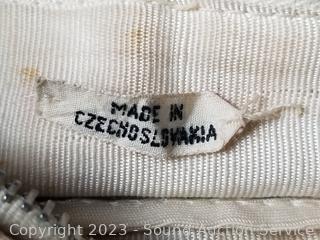 MADE IN
CZECHOSLOVAKIA
Copyright 2023 - Sound Auction Service